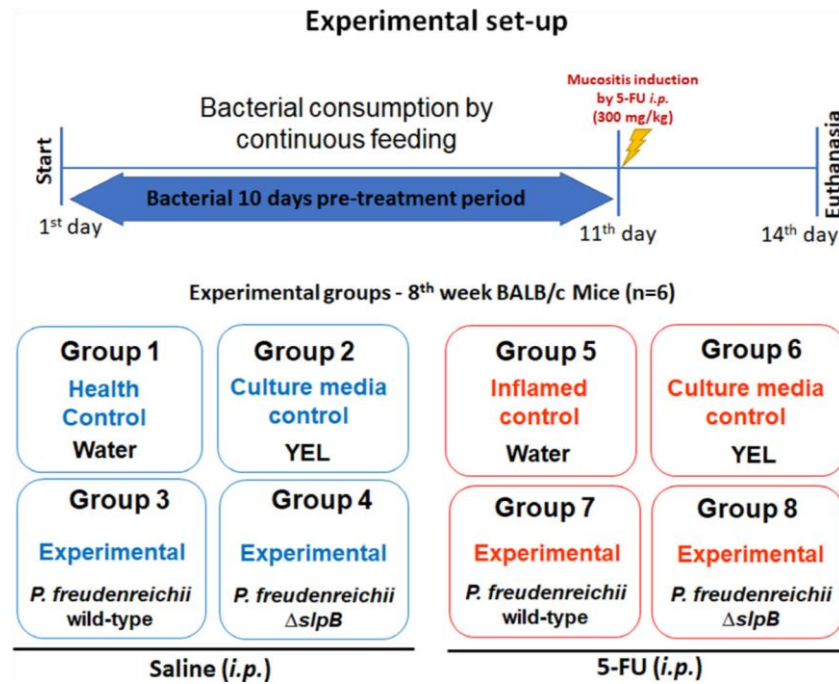 Experimental set-up
Mucositis induction
by 5-FU i.p.
(300 mg/kg)
Bacterial consumption by
continuous feeding
Start
Euthanasia
Bacterial 10 days pre-treatment period
1st day
11th day
14th day
Experimental groups - 8th week BALB/c Mice (n=6)
Group 1
Health
Control
Water
Group 2
Culture media
control
YEL
Group 5
Inflamed
control
Water
Group 6
Culture media
control
YEL
Group 3
Experimental
P. freudenreichii
wild-type
Group 4
Experimental
P. freudenreichii
ΔslpB
Group 7
Experimental
P. freudenreichii
wild-type
Group 8
Experimental
P. freudenreichii
ΔslpB
Saline (i.p.)
5-FU (i.p.)